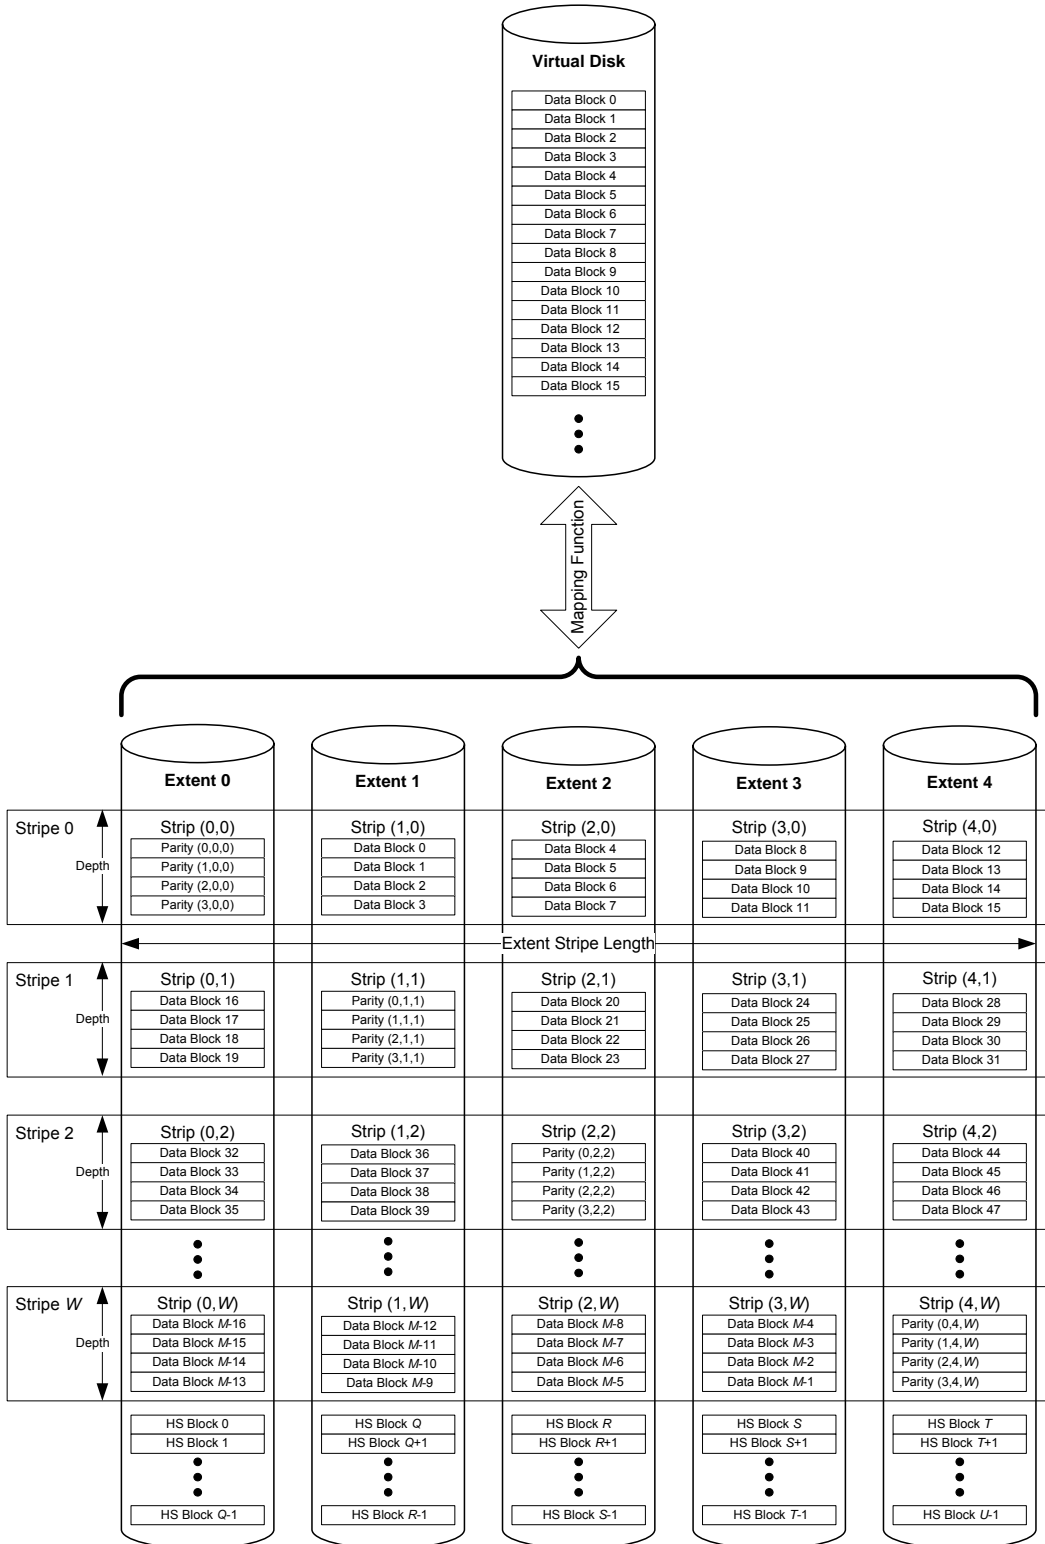 Virtual Disk
Data Block 0
Data Block 1
Data Block 2
Data Block 3
Data Block 4
Data Block 5
Data Block 6
Data Block 7
Data Block 8
Data Block 9
Data Block 10
Data Block 11
Data Block 12
Data Block 13
Data Block 14
Data Block 15
Mapping Function
Extent 0
Extent 1
Extent 2
Extent 3
Extent 4
Stripe 0
Depth
Strip (0,0)
Parity (0,0,0)
Parity (1,0,0)
Parity (2,0,0)
Parity (3,0,0)
Strip (1,0)
Data Block 0
Data Block 1
Data Block 2
Data Block 3
Strip (2,0)
Data Block 4
Data Block 5
Data Block 6
Data Block 7
Strip (3,0)
Data Block 8
Data Block 9
Data Block 10
Data Block 11
Strip (4,0)
Data Block 12
Data Block 13
Data Block 14
Data Block 15
Extent Stripe Length
Stripe 1
Depth
Strip (0,1)
Data Block 16
Data Block 17
Data Block 18
Data Block 19
Strip (1,1)
Parity (0,1,1)
Parity (1,1,1)
Parity (2,1,1)
Parity (3,1,1)
Strip (2,1)
Data Block 20
Data Block 21
Data Block 22
Data Block 23
Strip (3,1)
Data Block 24
Data Block 25
Data Block 26
Data Block 27
Strip (4,1)
Data Block 28
Data Block 29
Data Block 30
Data Block 31
Stripe 2
Depth
Strip (0,2)
Data Block 32
Data Block 33
Data Block 34
Data Block 35
Strip (1,2)
Data Block 36
Data Block 37
Data Block 38
Data Block 39
Strip (2,2)
Parity (0,2,2)
Parity (1,2,2)
Parity (2,2,2)
Parity (3,2,2)
Strip (3,2)
Data Block 40
Data Block 41
Data Block 42
Data Block 43
Strip (4,2)
Data Block 44
Data Block 45
Data Block 46
Data Block 47
Stripe W
Depth
Strip (0,W)
Data Block M-16
Data Block M-15
Data Block M-14
Data Block M-13
Strip (1,W)
Data Block M-12
Data Block M-11
Data Block M-10
Data Block M-9
Strip (2,W)
Data Block M-8
Data Block M-7
Data Block M-6
Data Block M-5
Strip (3,W)
Data Block M-4
Data Block M-3
Data Block M-2
Data Block M-1
Strip (4,W)
Parity (0,4,W)
Parity (1,4,W)
Parity (2,4,W)
Parity (3,4,W)
HS Block 0
HS Block 1
HS Block Q-1
HS Block Q
HS Block Q+1
HS Block R-1
HS Block R
HS Block R+1
HS Block S-1
HS Block S
HS Block S+1
HS Block T-1
HS Block T
HS Block T+1
HS Block U-1